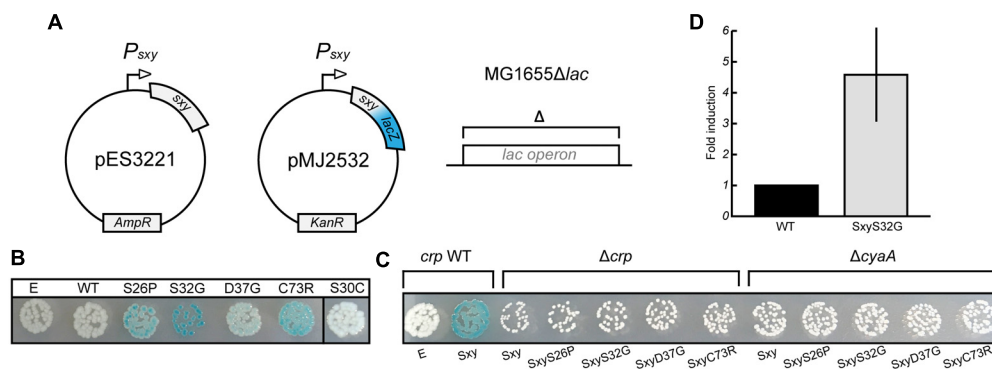 A
Psxy
sxy
pES3221
AmpR
Psxy
sxy lacZ
pMJ2532
KanR
MG1655Δlac
Δ
lac operon
D
Fold induction
6
5
4
3
2
1
0
WT SxyS32G
B
E WT S26P S32G D37G C73R S30C
C
crp WT Δcrp ΔcyaA
E Sxy Sxy SxyS26P SxyS32G SxyD37G SxyC73R Sxy SxyS26P SxyS32G SxyD37G SxyC73R